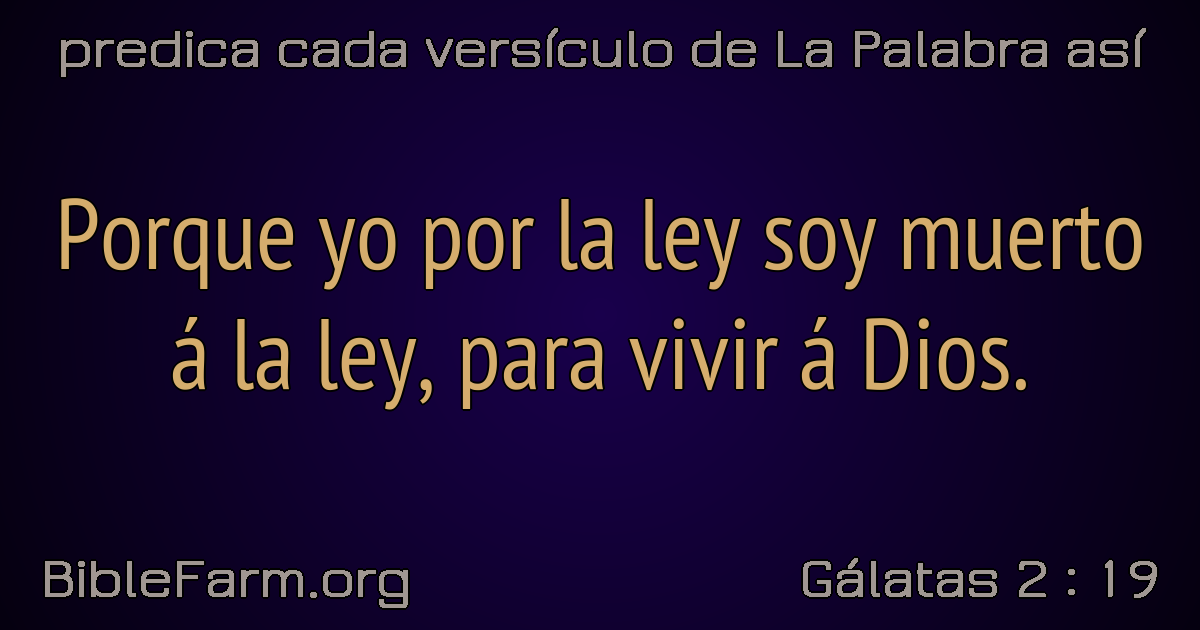 predica cada versículo de La Palabra así
Porque yo por la ley soy muerto
á la ley, para vivir á Dios.
BibleFarm.org
Gálatas 2 : 19